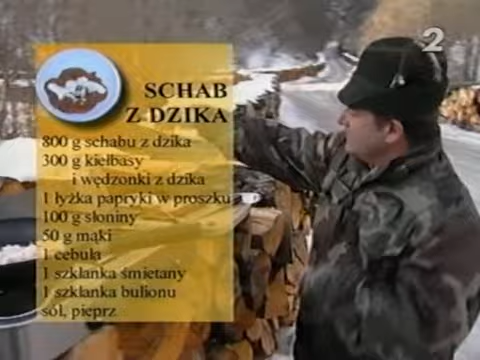 2
SCHAB
Z DZIKA
800 g schabu z dzika
300 g kiełbasy
i wędzonki z dzika
1 łyżka papryki w proszku
100 g słoniny
50 g mąki
1 cebula
1 szklanka śmietany
1 szklanka bulionu
sól, pieprz